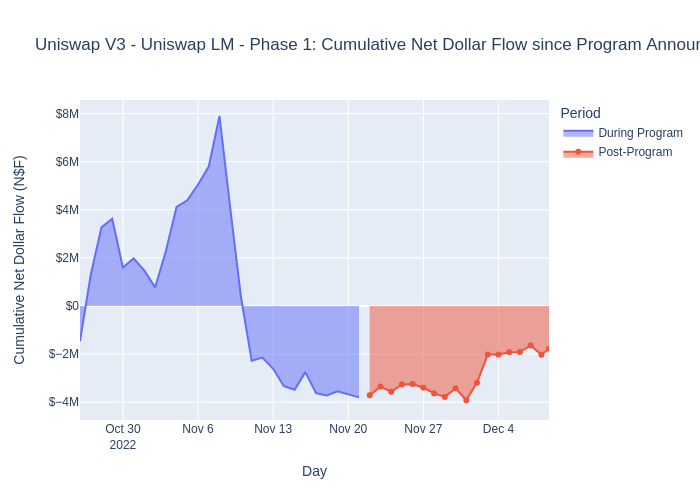 Uniswap V3 - Uniswap LM - Phase 1: Cumulative Net Dollar Flow since Program Announ
Period
During Program
Post-Program
Cumulative Net Dollar Flow (N$F)
$8M
$6M
$4M
$2M
$0
$−2M
$−4M
Oct 30
2022
Nov 6
Nov 13
Nov 20
Nov 27
Dec 4
Day